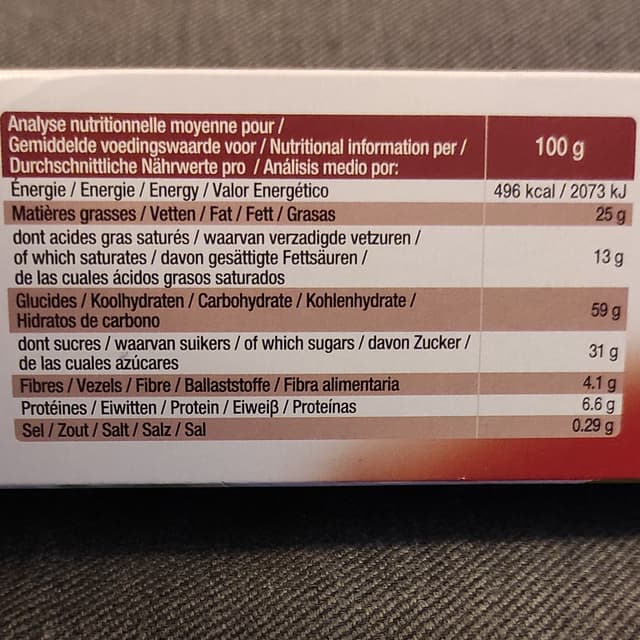 Analyse nutritionnelle moyenne pour /
Gemiddelde voedingswaarde voor / Nutritional information per /
Durchschnittliche Nährwerte pro / Análisis medio por:
100 g
Énergie / Energie / Energy / Valor Energético
496 kcal / 2073 kJ
Matières grasses / Vetten / Fat / Fett / Grasas
25 g
dont acides gras saturés / waarvan verzadigde vetzuren /
of which saturates / davon gesättigte Fettsäuren /
de las cuales ácidos grasos saturados
13 g
Glucides / Koolhydraten / Carbohydrate / Kohlenhydrate /
Hidratos de carbono
59 g
dont sucres / waarvan suikers / of which sugars / davon Zucker /
de las cuales azúcares
31 g
Fibres / Vezels / Fibre / Ballaststoffe / Fibra alimentaria
4.1 g
Protéines / Eiwitten / Protein / Eiweiβ / Proteínas
6.6 g
Sel / Zout / Salt / Salz / Sal
0.29 g